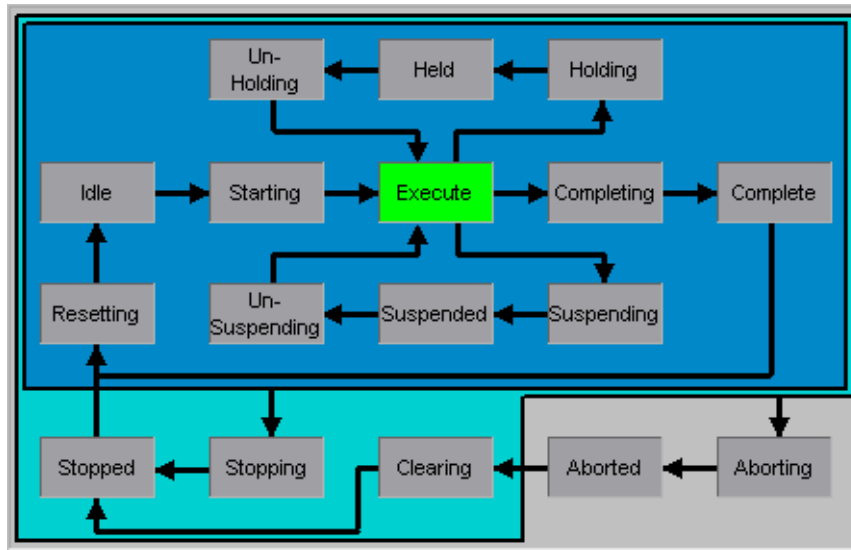 Un-
Holding
Held
Holding
Idle
Starting
Execute
Completing
Complete
Resetting
Un-
Suspending
Suspended
Suspending
Stopped
Stopping
Clearing
Aborted
Aborting